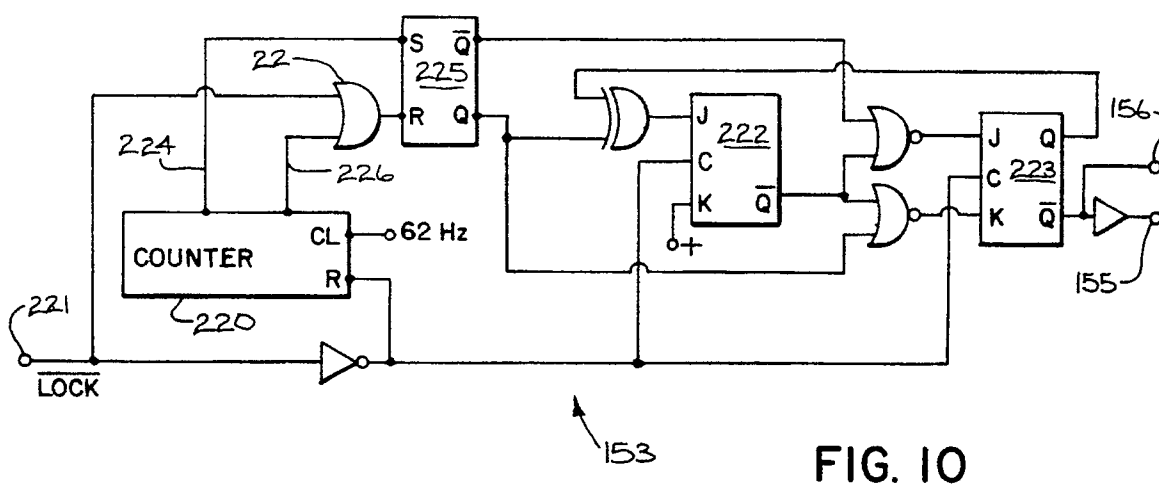 22
S
Q
225
R
Q
224
226
J
222
C
K
Q
+
J
Q
C
223
K
Q
156
155
COUNTER
CL
62 Hz
R
220
221
LOCK
153
FIG. 10